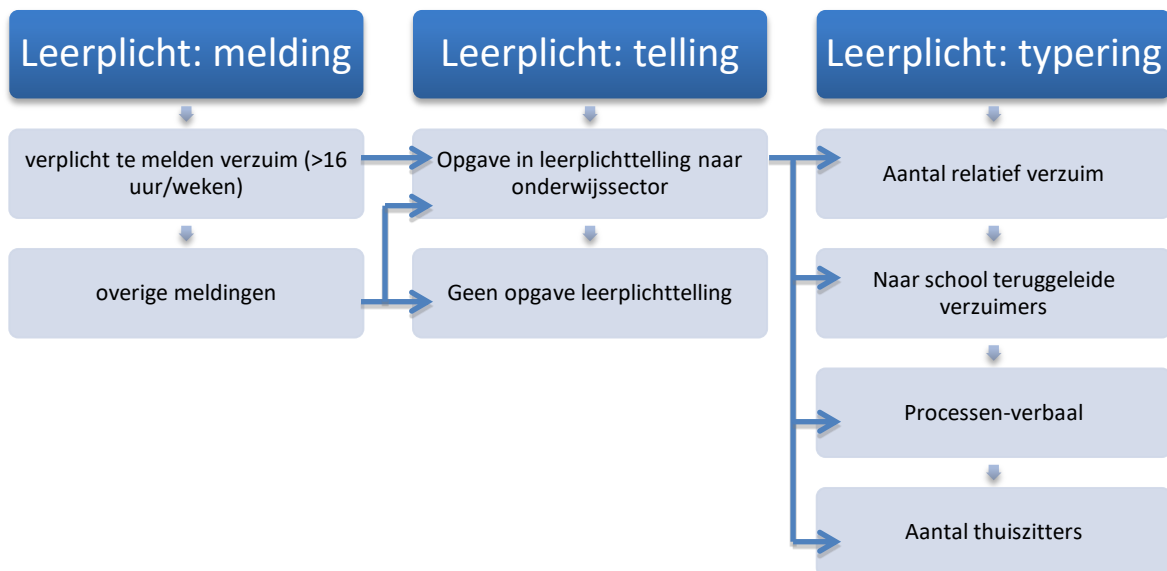 Leerplicht: melding
verplicht te melden verzuim (>16
uur/weken)
overige meldingen
Leerplicht: telling
Opgave in leerplichttelling naar
onderwijssector
Geen opgave leerplichttelling
Leerplicht: typering
Aantal relatief verzuim
Naar school teruggeleide
verzuimers
Processen-verbaal
Aantal thuiszitters